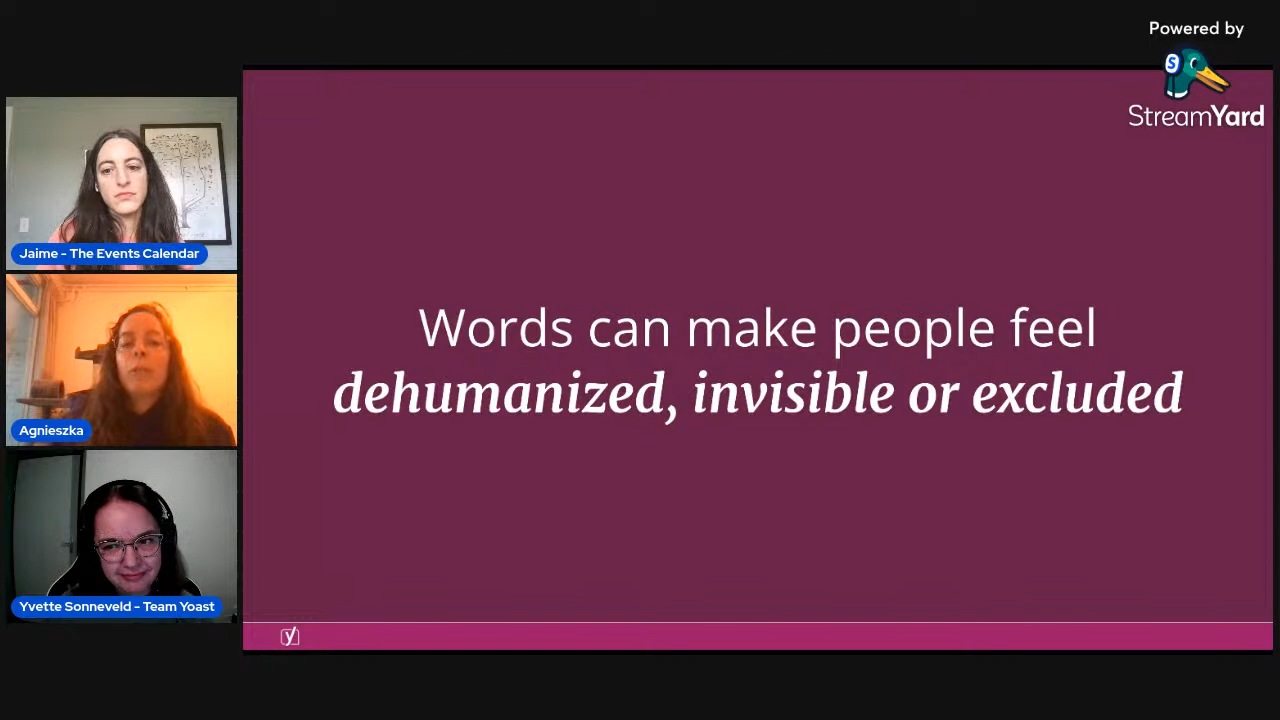 Powered by
StreamYard
Jaime - The Events Calendar
Agnieszka
Yvette Sonneveld - Team Yoast
Words can make people feel
dehumanized, invisible or excluded